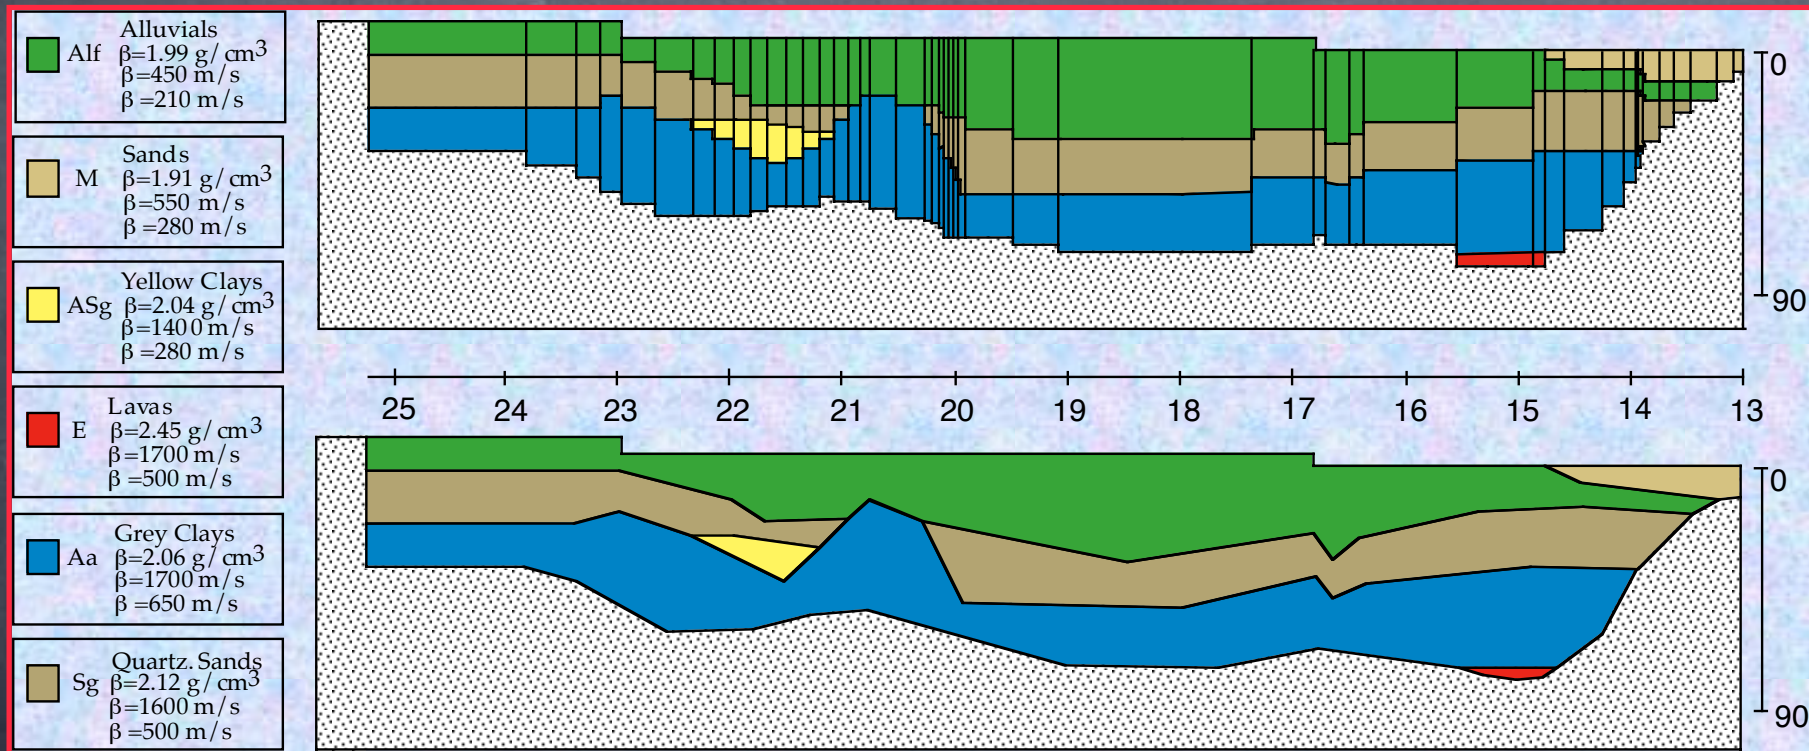 Alluvials
Alf β=1.99 g/cm3
β=450 m/s
β =210 m/s
Sands
M β=1.91 g/cm3
β=550 m/s
β =280 m/s
Yellow Clays
ASg β=2.04 g/cm3
β=1400 m/s
β =280 m/s
Lavas
E β=2.45 g/cm3
β=1700 m/s
β =500 m/s
Grey Clays
Aa β=2.06 g/cm3
β=1700 m/s
β =650 m/s
Quartz. Sands
Sg β=2.12 g/cm3
β=1600 m/s
β =500 m/s
0
90
25 24 23 22 21 20 19 18 17 16 15 14 13
0
90